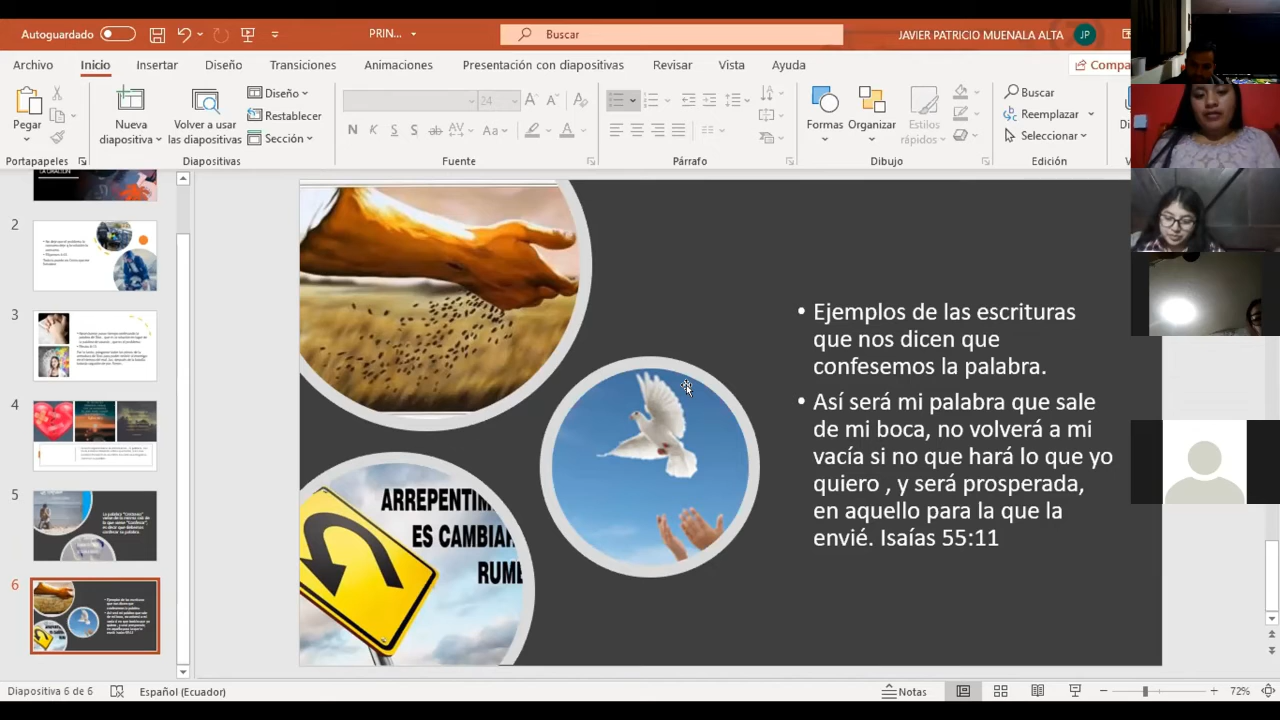 Autoguardado
PRIN...
Buscar
JAVIER PATRICIO MUENALA ALTA
JP
Archivo
Inicio
Insertar
Diseño
Transiciones
Animaciones
Presentación con diapositivas
Revisar
Vista
Ayuda
Compa
Pegar
Nueva
diapositiva
Volver a usar
las diapositivas
Diseño
Restablecer
Sección
24
Formas
Organizar
Estilos
rápidos
Buscar
Reemplazar
Seleccionar
Portapapeles
Diapositivas
Fuente
Párrafo
Dibujo
Edición
2
3
4
5
6
ARREPENTIM
ES CAMBIAR
RUMB
• Ejemplos de las escrituras
que nos dicen que
confesemos la palabra.
• Así será mi palabra que sale
de mi boca, no volverá a mi
vacía si no que hará lo que yo
quiero , y será prosperada,
en aquello para la que la
envié. Isaías 55:11
Diapositiva 6 de 6
Español (Ecuador)
Notas
72%